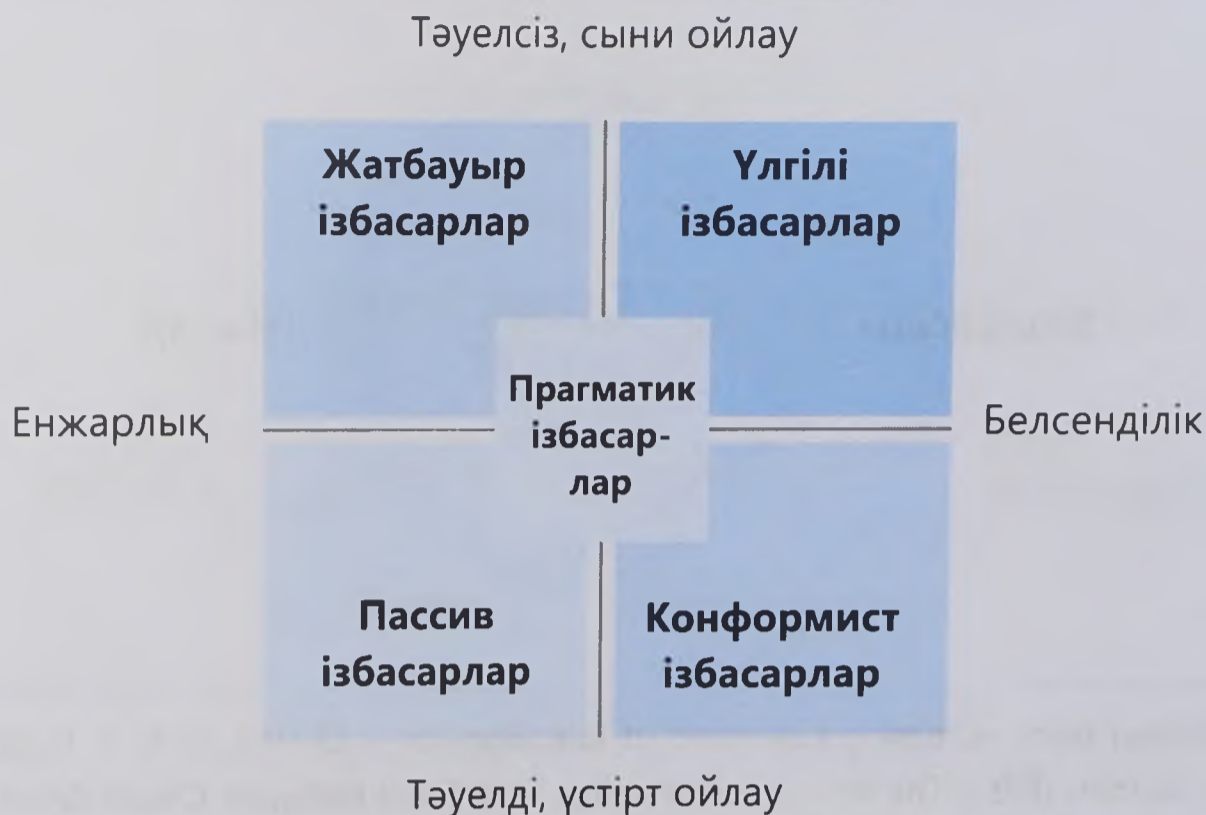 Тәуелсіз, сыни ойлау
Жатбауыр
ізбасарлар
Үлгілі
ізбасарлар
Енжарлық
Прагматик
ізбасар-
лар
Белсенділік
Пассив
ізбасарлар
Конформист
ізбасарлар
Тәуелді, үстірт ойлау